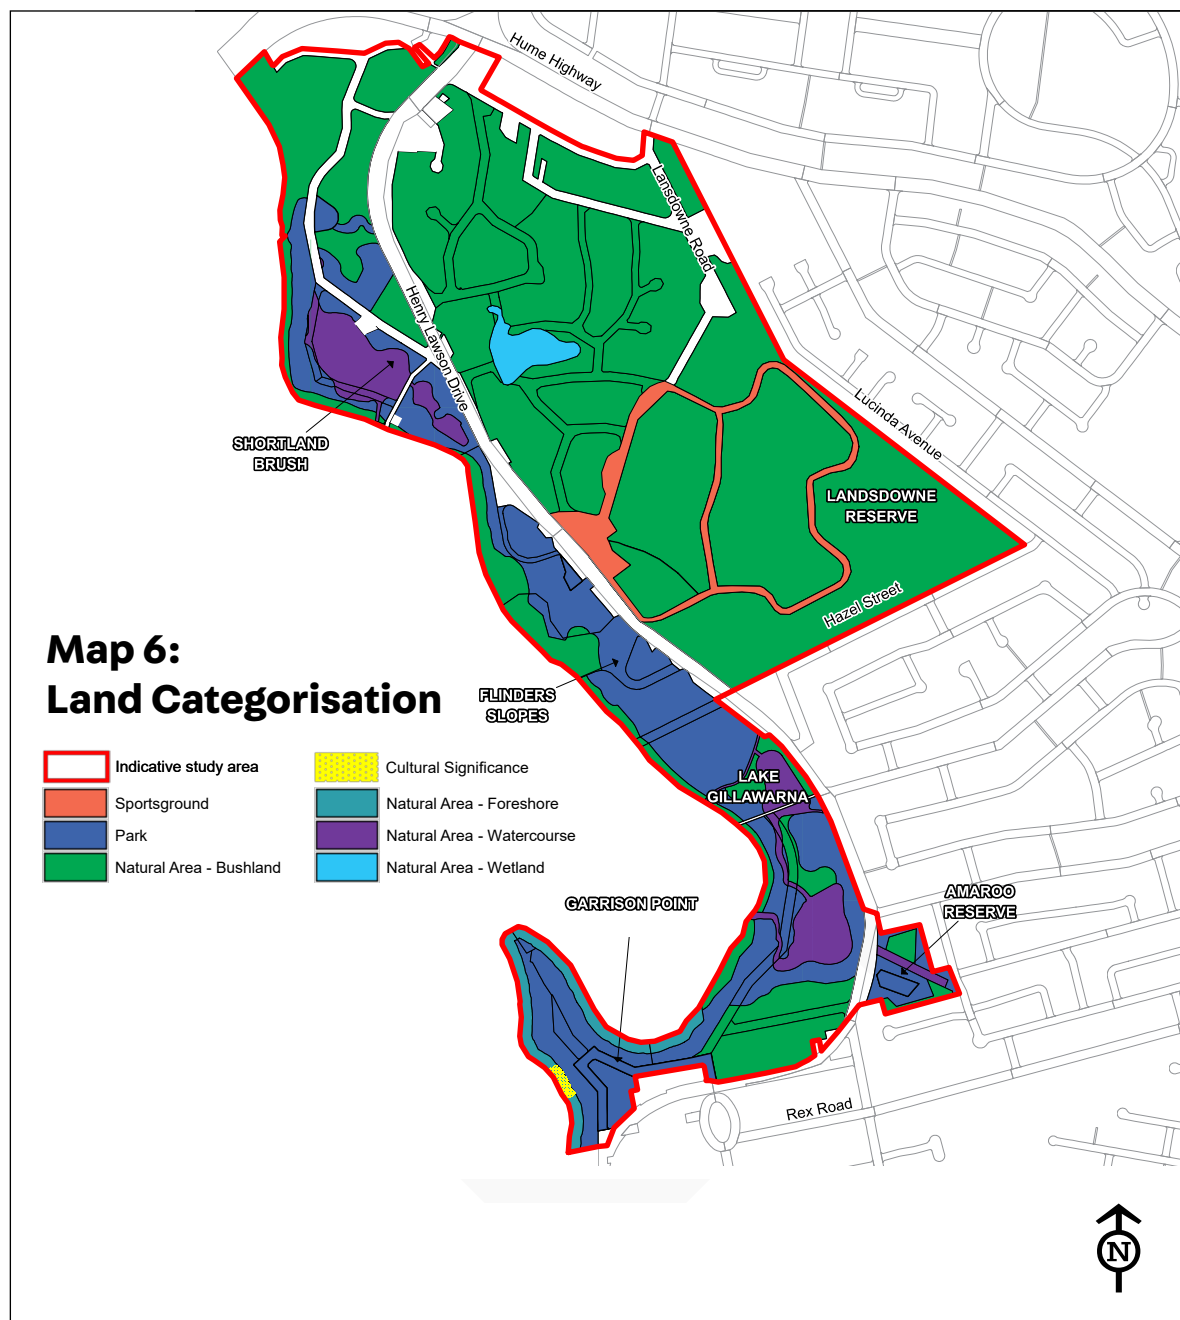 Hume Highway
Lansdowne Road
Henry Lawson Drive
Lucinda Avenue
SHORTLAND
BRUSH
LANDSDOWNE
RESERVE
Hazel Street
Map 6:
Land Categorisation
FLINDERS
SLOPES
Indicative study area
Sportsground
Park
Natural Area - Bushland
Cultural Significance
Natural Area - Foreshore
Natural Area - Watercourse
Natural Area - Wetland
LAKE
GILLAWARNA
GARRISON POINT
AMAROO
RESERVE
Rex Road
N